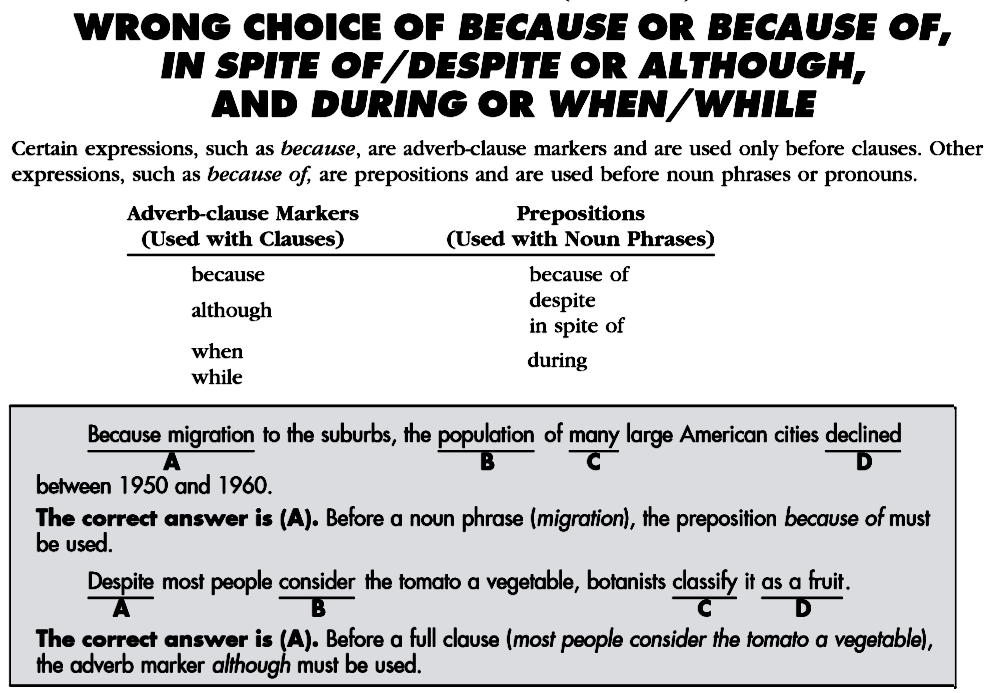 WRONG CHOICE OF BECAUSE OR BECAUSE OF,
IN SPITE OF/DESPITE OR ALTHOUGH,
AND DURING OR WHEN/WHILE
Certain expressions, such as because, are adverb-clause markers and are used only before clauses. Other
expressions, such as because of, are prepositions and are used before noun phrases or pronouns.
Adverb-clause Markers Prepositions
(Used with Clauses) (Used with Noun Phrases)
because because of
although despite
in spite of
when during
while
Because migration to the suburbs, the population of many large American cities declined
A B C D
between 1950 and 1960.
The correct answer is (A). Before a noun phrase (migration), the preposition because of must
be used.
Despite most people consider the tomato a vegetable, botanists classify it as a fruit.
A B C D
The correct answer is (A). Before a full clause (most people consider the tomato a vegetable),
the adverb marker although must be used.